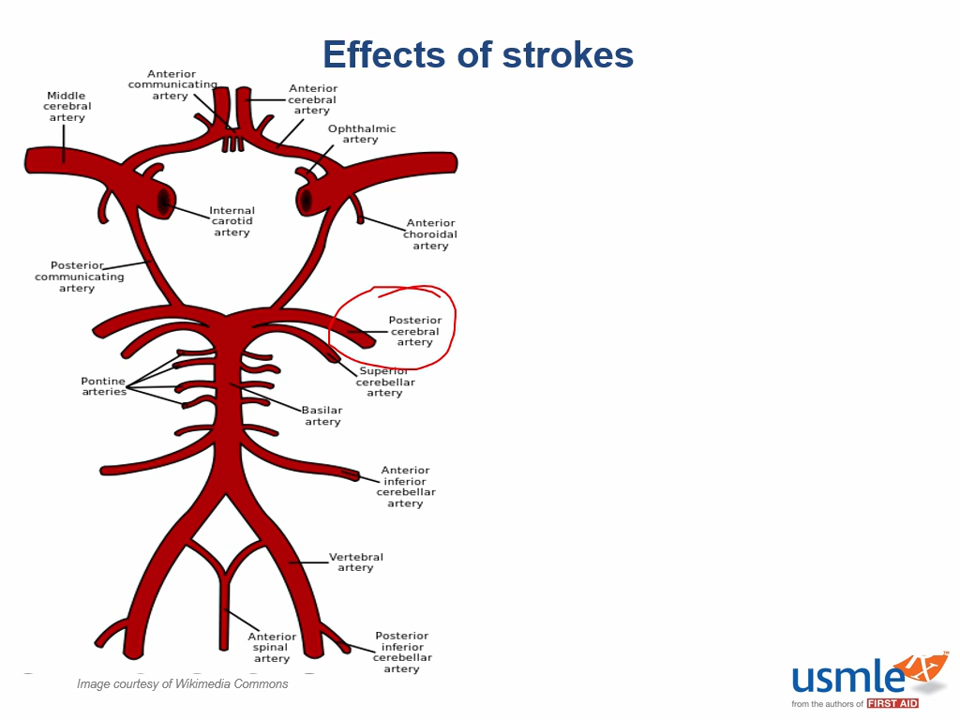 Effects of strokes
Anterior
communicating
artery
Middle
cerebral
artery
Anterior
cerebral
artery
Ophthalmic
artery
Internal
carotid
artery
Anterior
choroidal
artery
Posterior
communicating
artery
Posterior
cerebral
artery
Superior
cerebellar
artery
Pontine
arteries
Basilar
artery
Anterior
inferior
cerebellar
artery
Vertebral
artery
Anterior
spinal
artery
Posterior
inferior
cerebellar
artery
Image courtesy of Wikimedia Commons
usmle Rx™
from the authors of FIRST AID